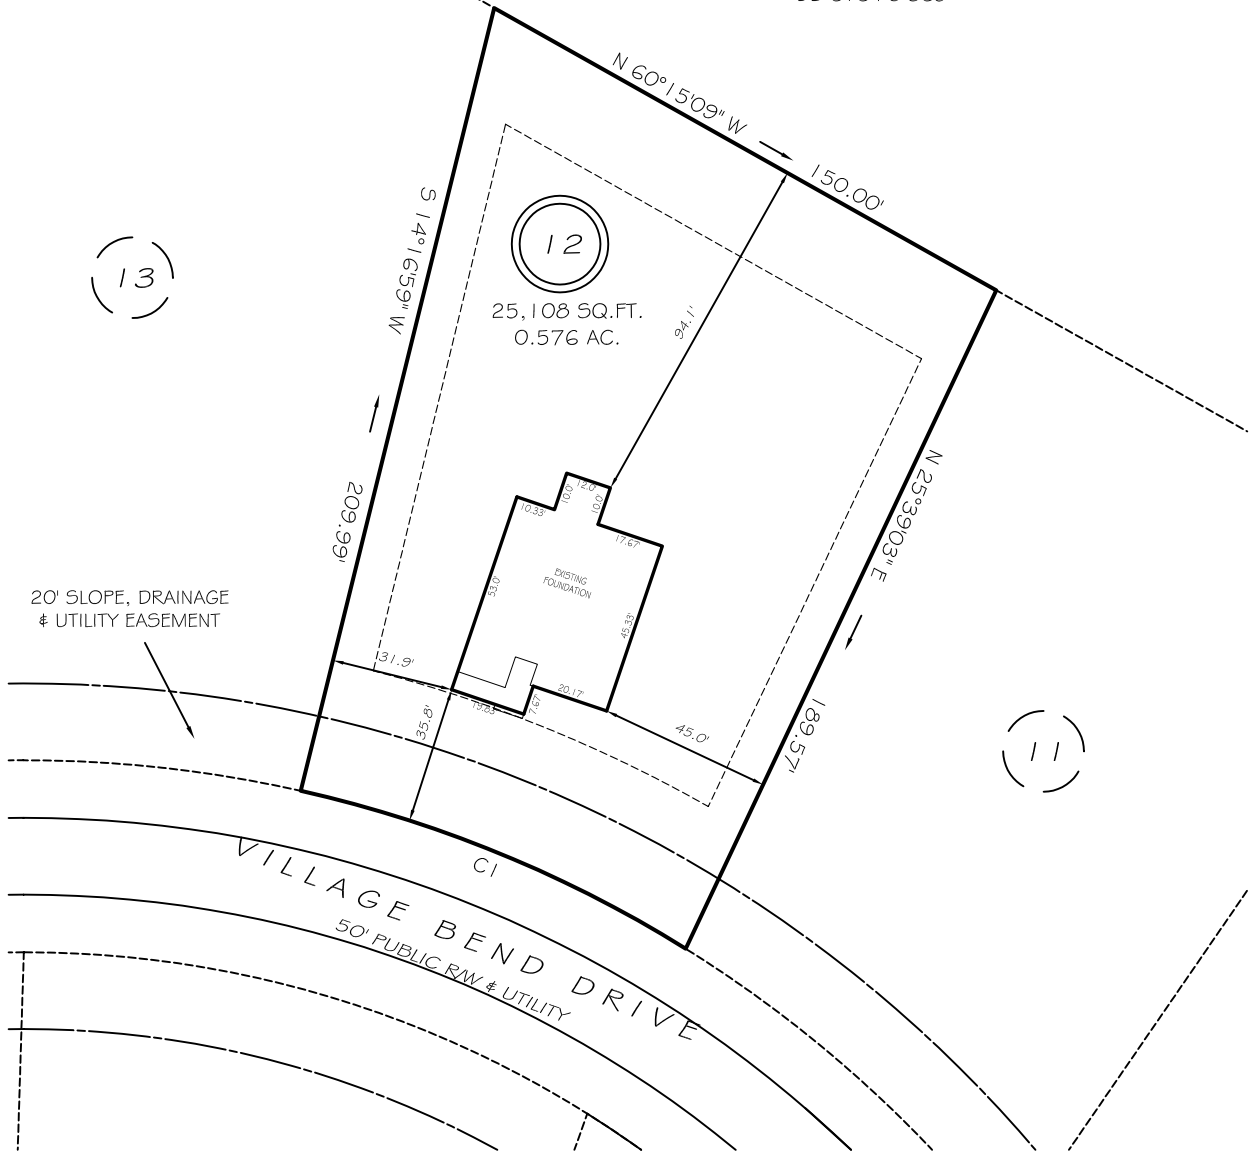 N 60°15'09" W
150.00'
S 14°16'59" W
12
13
25,108 SQ.FT.
0.576 AC.
94.1'
N 25°39'03" E
209.99'
12.0'
10.0'
10.0'
10.33'
17.67'
EXISTING
FOUNDATION
53.0'
45.33'
20' SLOPE, DRAINAGE
& UTILITY EASEMENT
31.9'
20.17'
19.83'
7.67'
35.8'
45.0'
189.57'
11
C1
VILLAGE BEND DRIVE
50' PUBLIC R/W & UTILITY